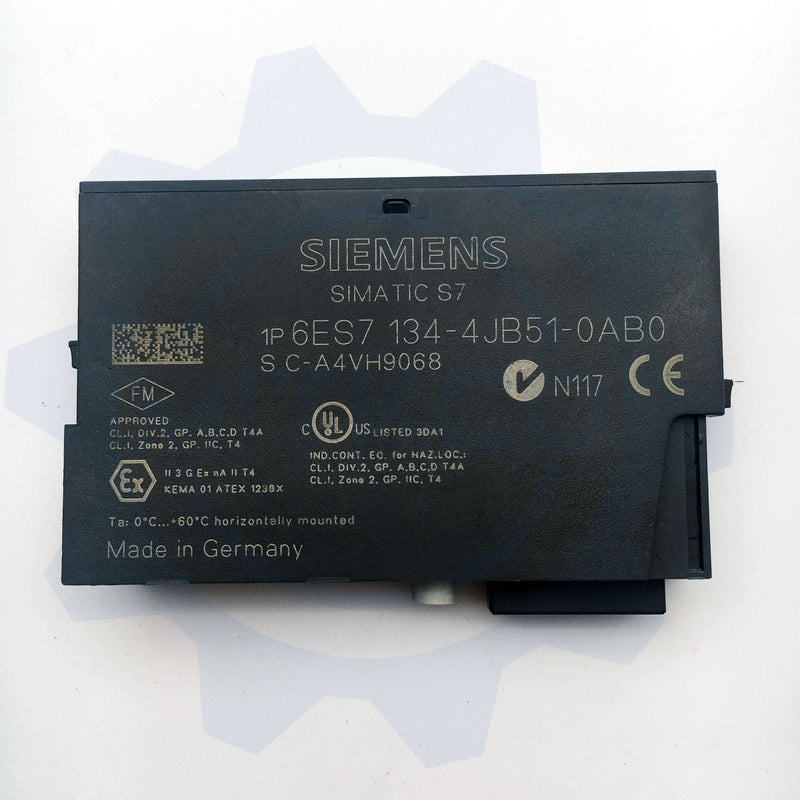 SIEMENS
SIMATIC S7
1P 6ES7 134-4JB51-0AB0
S C-A4VH9068
N117 CE
FM
APPROVED
CL.I, DIV.2, GP. A,B,C,D T4A
CL.I, Zone 2, GP. IIC, T4
C UL US LISTED 3DA1
IND.CONT. EQ. for HAZ.LOC.:
CL.I, DIV.2, GP. A,B,C,D T4A
CL.I, Zone 2, GP. IIC, T4
Ex
II 3 G Ex nA II T4
KEMA 01 ATEX 1238X
Ta: 0°C...+60°C horizontally mounted
Made in Germany